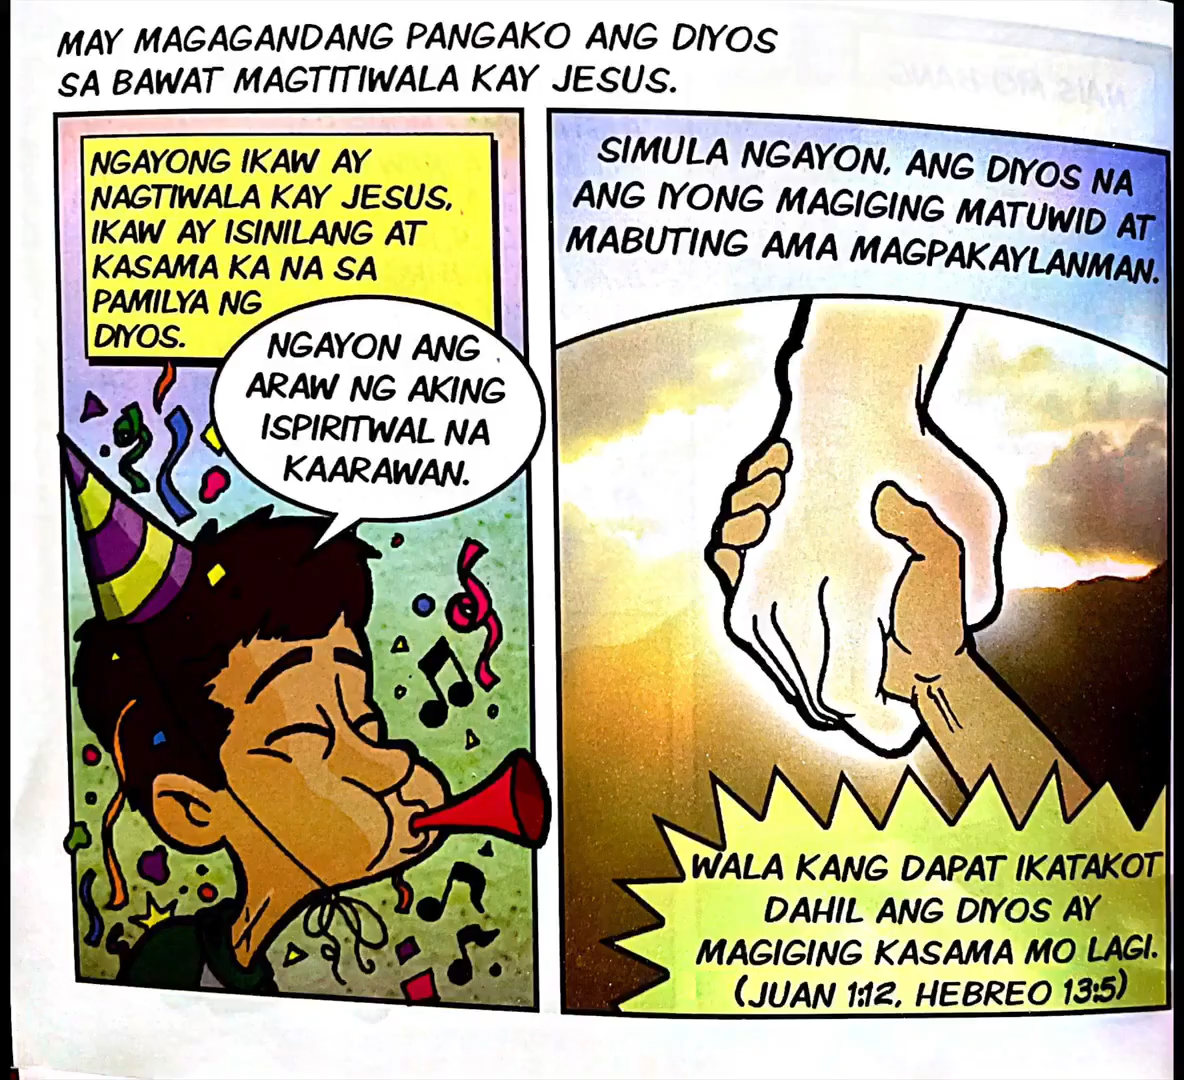 MAY MAGAGANDANG PANGAKO ANG DIYOS
SA BAWAT MAGTITIWALA KAY JESUS.
NGAYONG IKAW AY
NAGTIWALA KAY JESUS,
IKAW AY ISINILANG AT
KASAMA KA NA SA
PAMILYA NG
DIYOS.
NGAYON ANG
ARAW NG AKING
ISPIRITWAL NA
KAARAWAN.
SIMULA NGAYON, ANG DIYOS NA
ANG IYONG MAGIGING MATUWID AT
MABUTING AMA MAGPAKAYLANMAN.
WALA KANG DAPAT IKATAKOT
DAHIL ANG DIYOS AY
MAGIGING KASAMA MO LAGI.
(JUAN 1:12, HEBREO 13:5)